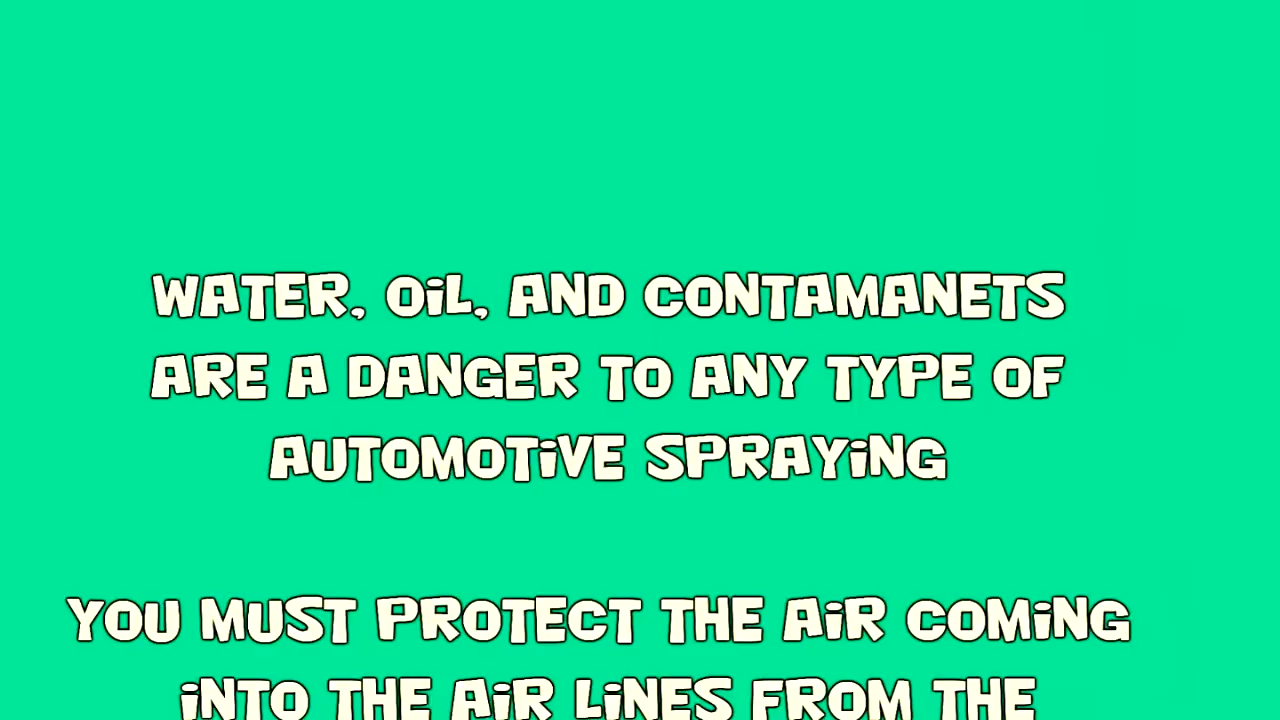 WATER, OiL, AND CONTAMANETS
ARE A DANGER TO ANY TYPE OF
AUTOMOTiVE SPRAYiNG
YOU MUST PROTECT THE AiR COMiNG
iNTO THE AiR LiNES FROM THE